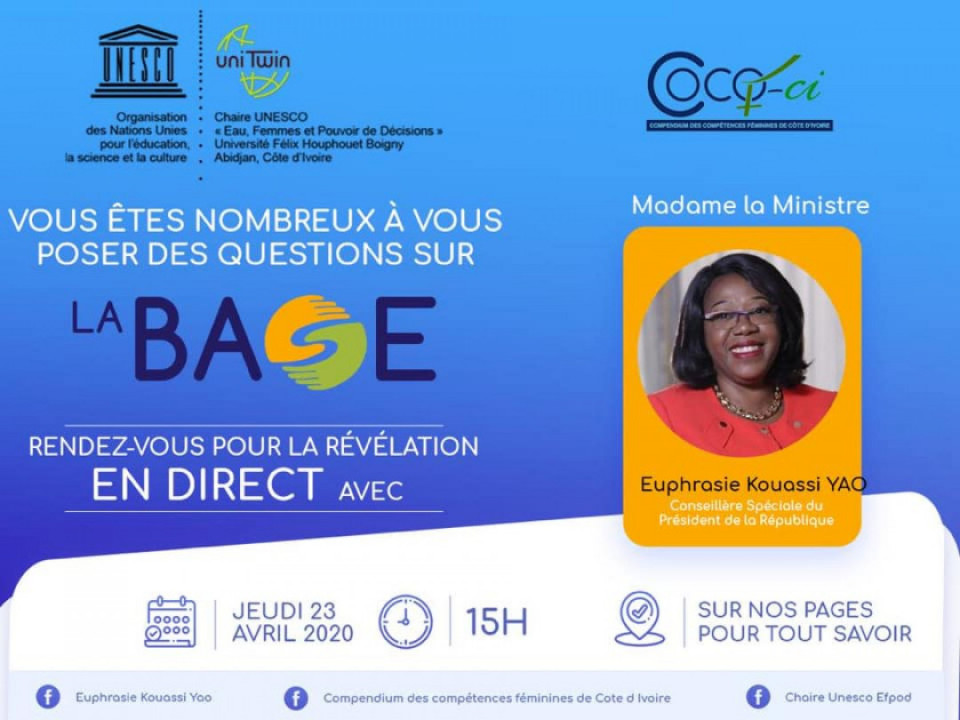 UNESCO
Organisation
des Nations Unies
pour l'éducation,
la science et la culture
uniTwin
Chaire UNESCO
« Eau, Femmes et Pouvoir de Décisions »
Université Félix Houphouet Boigny
Abidjan, Côte d'Ivoire
COCOF-ci
COMPENDIUM DES COMPÉTENCES FÉMININES DE CÔTE D'IVOIRE
VOUS ÊTES NOMBREUX À VOUS
POSER DES QUESTIONS SUR
LA BASE
RENDEZ-VOUS POUR LA RÉVÉLATION
EN DIRECT AVEC
Madame la Ministre
Euphrasie Kouassi YAO
Conseillère Spéciale du
Président de la République
JEUDI 23
AVRIL 2020
15H
SUR NOS PAGES
POUR TOUT SAVOIR
Euphrasie Kouassi Yao
Compendium des compétences féminines de Cote d Ivoire
Chaire Unesco Efpod